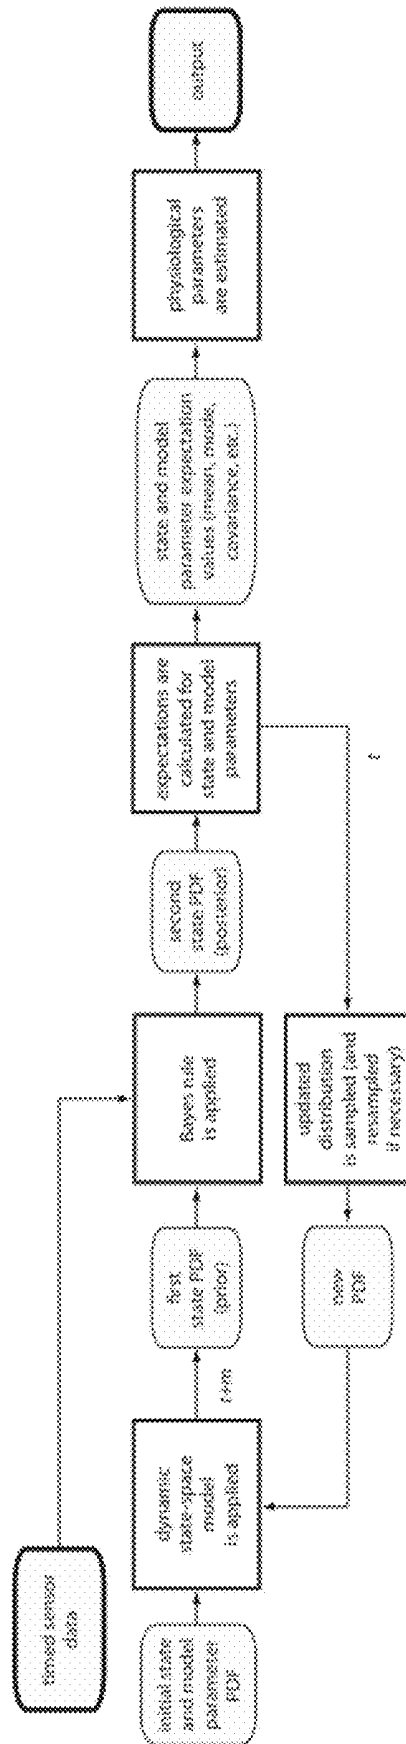 timed sensor
data
initial state
and model
parameter
PDF
dynamic
state-space
model
is applied
t+n
first
state PDF
(prior)
Bayes rule
is applied
second
state PDF
(posterior)
expectations are
calculated for
state and model
parameters
state and model
parameter expectation
values (mean, mode,
covariance, etc.)
physiological
parameters
are estimated
output
t
updated
distribution
is sampled (and
resampled
if necessary)
new
PDF